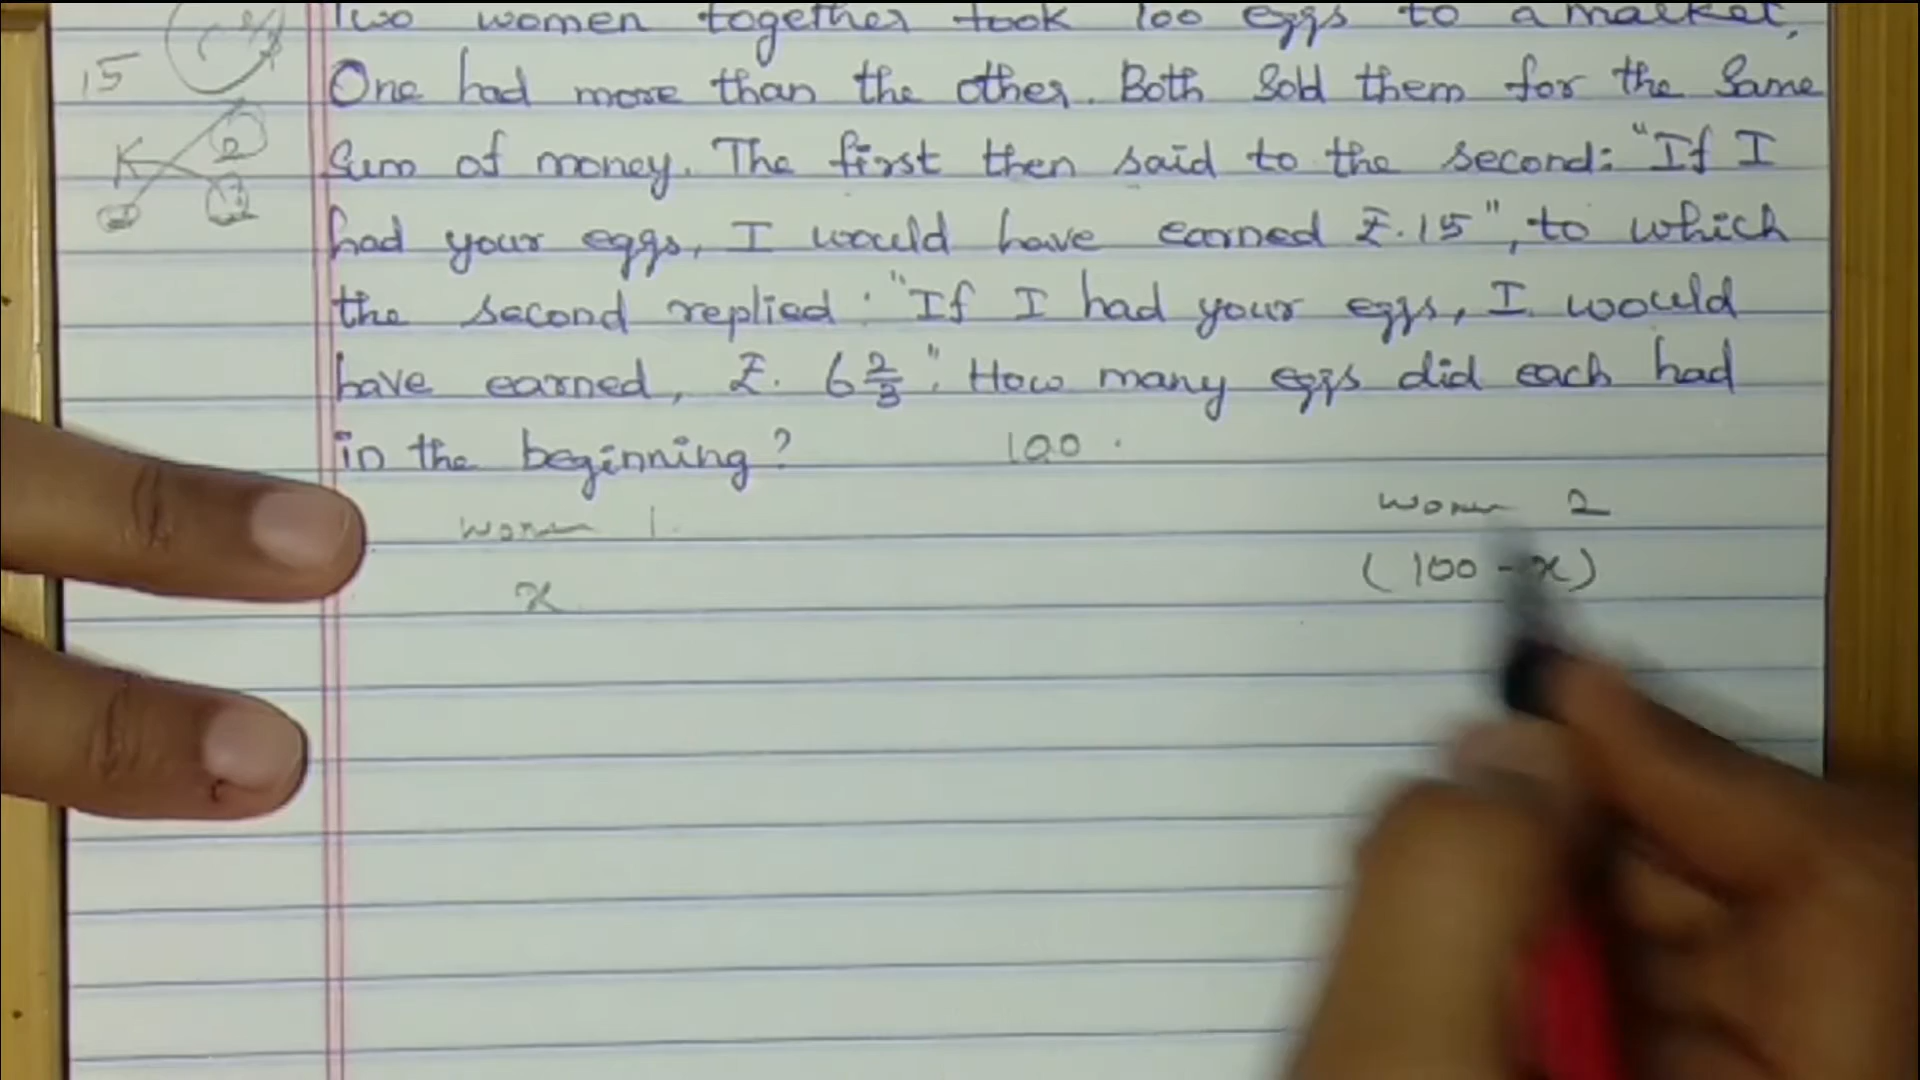 Two women together took 100 eggs to a market.
One had more than the other. Both Sold them for the Same
Sum of money. The first then said to the second: "If I
had your eggs, I would have earned ₹.15", to which
the second replied: "If I had your eggs, I would
have earned, ₹. 6 2/3". How many eggs did each had
in the beginning?
100.
women 1
women 2
x
(100 - x)
15
K
2